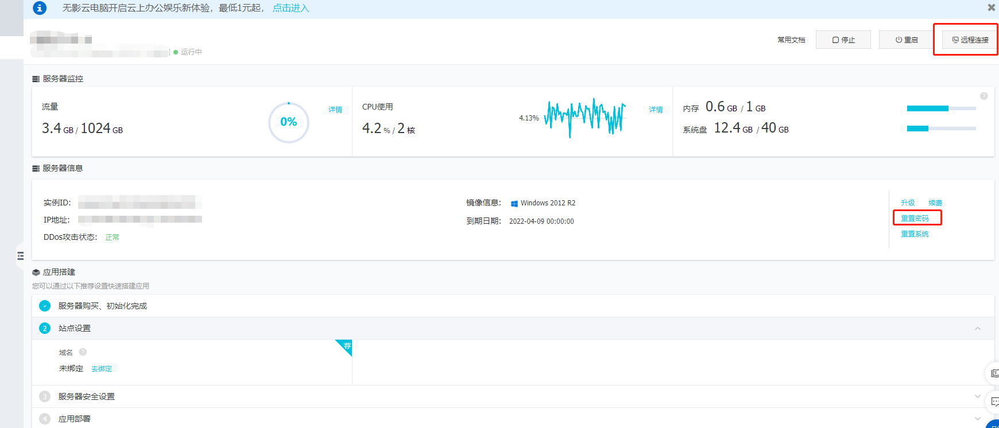 无影云电脑开启云上办公娱乐新体验，最低1元起， 点击进入
常用文档 停止 重启 远程连接
运行中
服务器监控
流量 详情
3.4 GB / 1024 GB
0%
CPU使用 详情
4.2 % / 2 核
4.13%
内存 0.6 GB / 1 GB
系统盘 12.4 GB / 40 GB
服务器信息
实例ID：
IP地址：
DDos攻击状态： 正常
镜像信息： Windows 2012 R2
到期日期： 2022-04-09 00:00:00
升级 续费
重置密码
重置系统
应用搭建
您可以通过以下推荐设置快速搭建应用
服务器购买、初始化完成
2 站点设置
域名
荐
未绑定 去绑定
3 服务器安全设置
4 应用部署